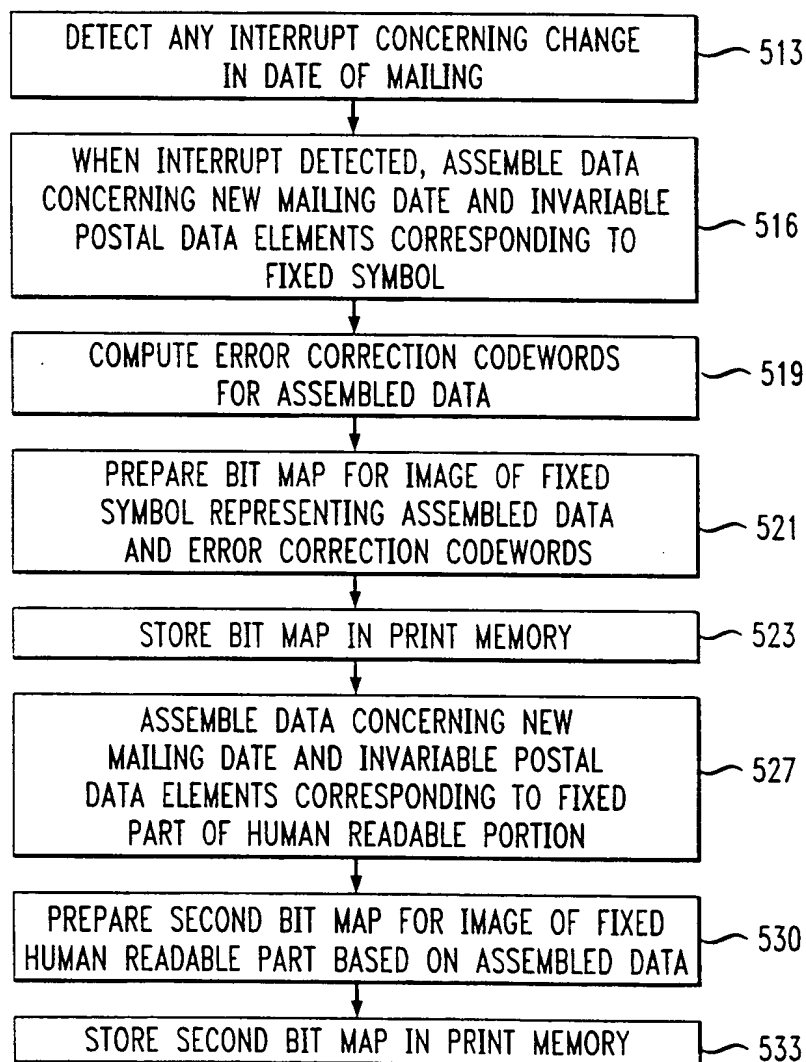 DETECT ANY INTERRUPT CONCERNING CHANGE
IN DATE OF MAILING
513
WHEN INTERRUPT DETECTED, ASSEMBLE DATA
CONCERNING NEW MAILING DATE AND INVARIABLE
POSTAL DATA ELEMENTS CORRESPONDING TO
FIXED SYMBOL
516
COMPUTE ERROR CORRECTION CODEWORDS
FOR ASSEMBLED DATA
519
PREPARE BIT MAP FOR IMAGE OF FIXED
SYMBOL REPRESENTING ASSEMBLED DATA
AND ERROR CORRECTION CODEWORDS
521
STORE BIT MAP IN PRINT MEMORY
523
ASSEMBLE DATA CONCERNING NEW
MAILING DATE AND INVARIABLE POSTAL
DATA ELEMENTS CORRESPONDING TO FIXED
PART OF HUMAN READABLE PORTION
527
PREPARE SECOND BIT MAP FOR IMAGE OF FIXED
HUMAN READABLE PART BASED ON ASSEMBLED DATA
530
STORE SECOND BIT MAP IN PRINT MEMORY
533